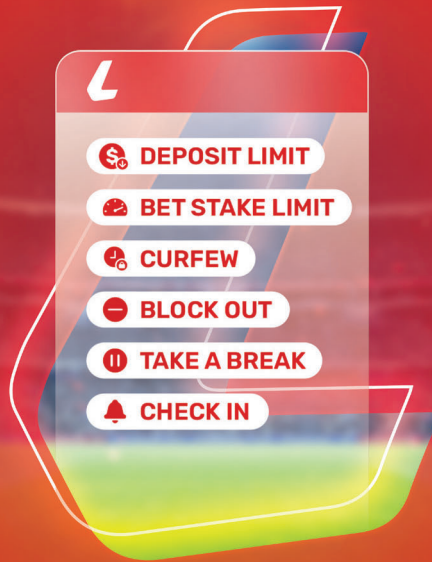 L
DEPOSIT LIMIT
BET STAKE LIMIT
CURFEW
BLOCK OUT
TAKE A BREAK
CHECK IN